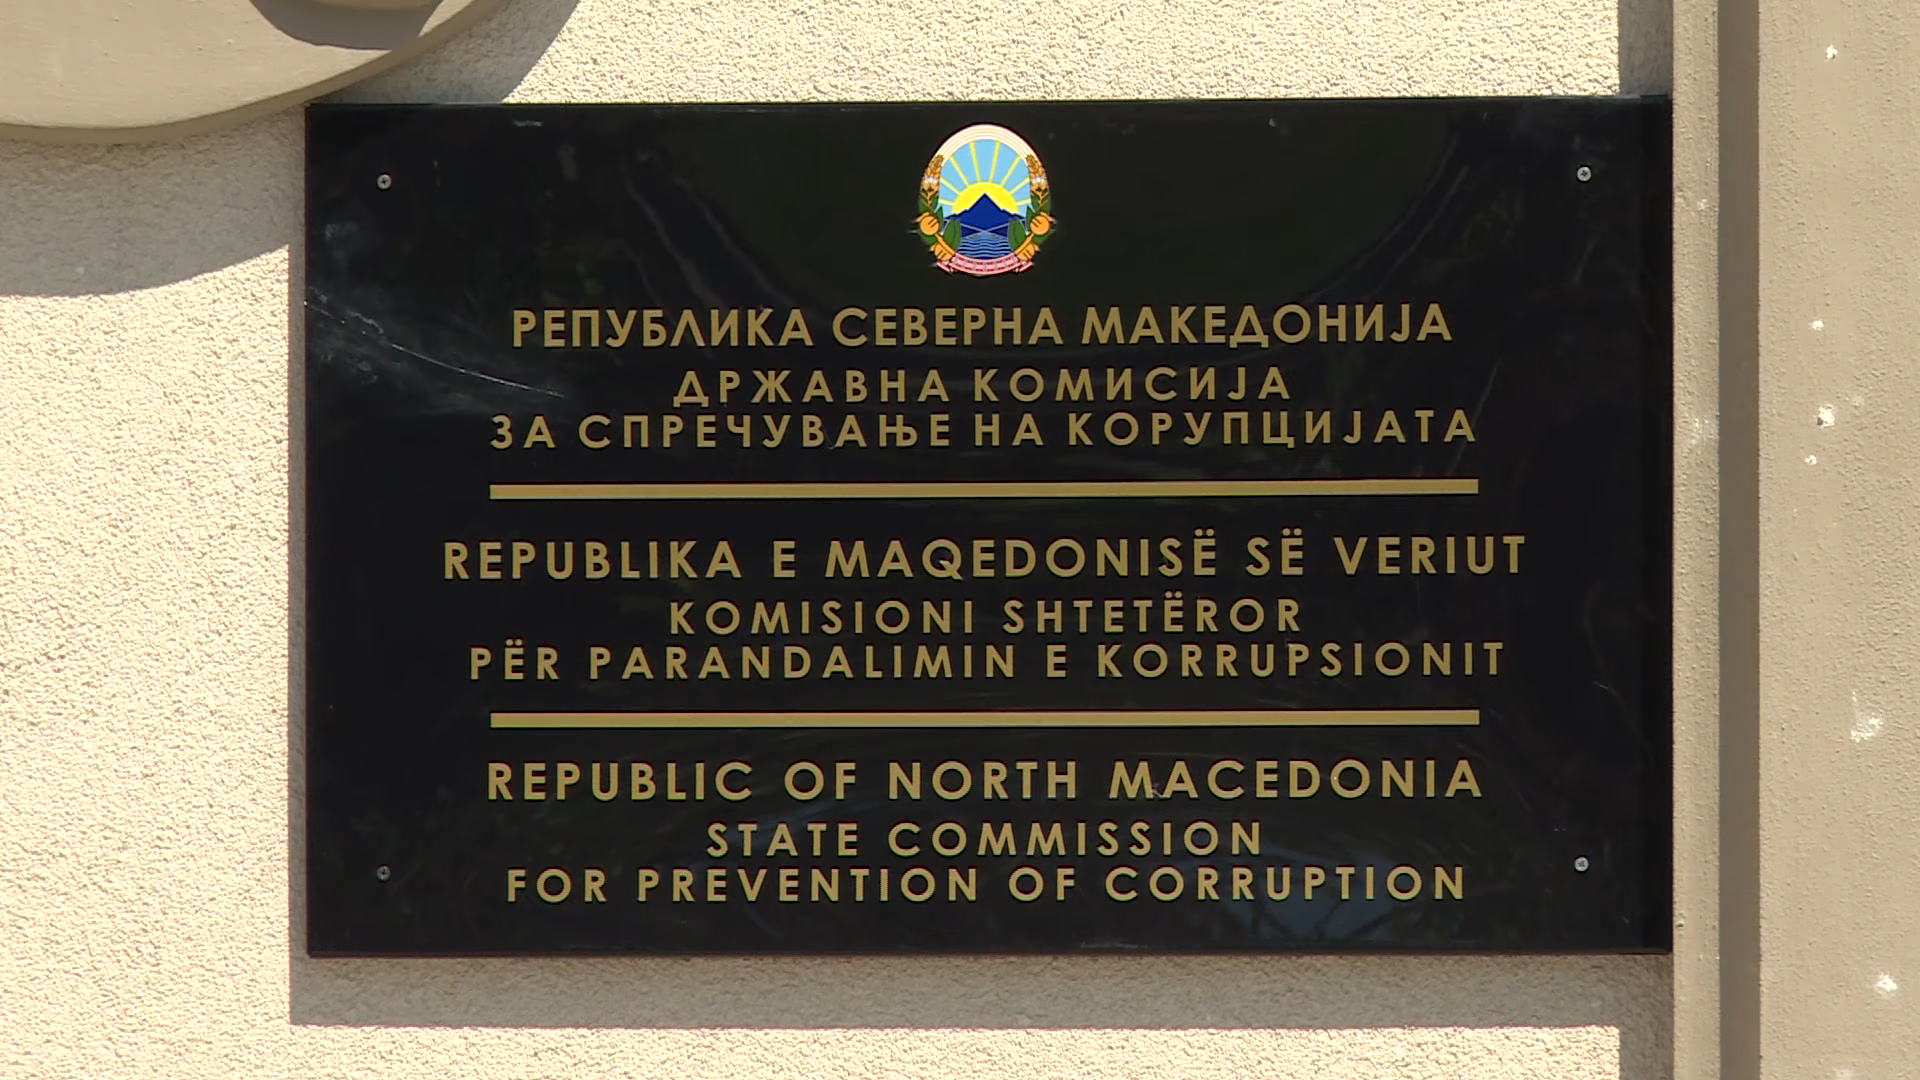 РЕПУБЛИКА СЕВЕРНА МАКЕДОНИЈА
ДРЖАВНА КОМИСИЈА
ЗА СПРЕЧУВАЊЕ НА КОРУПЦИЈАТА
REPUBLIKA E MAQEDONISË SË VERIUT
KOMISIONI SHTETËROR
PËR PARANDALIMIN E KORRUPSIONIT
REPUBLIC OF NORTH MACEDONIA
STATE COMMISSION
FOR PREVENTION OF CORRUPTION